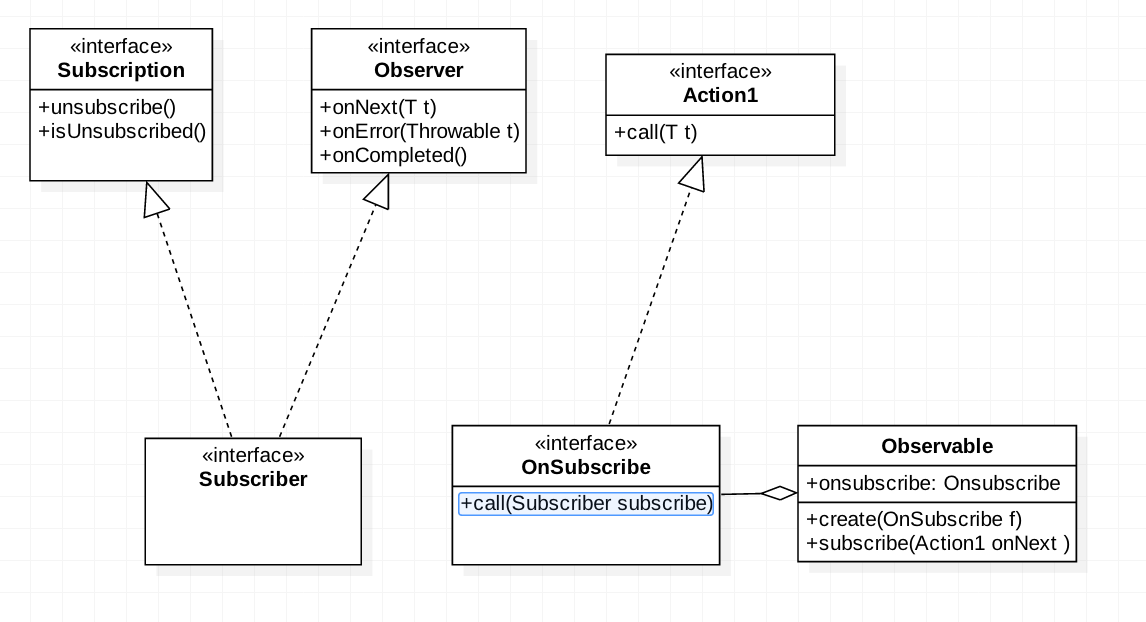 «interface»
Subscription
+unsubscribe()
+isUnsubscribed()
«interface»
Observer
+onNext(T t)
+onError(Throwable t)
+onCompleted()
«interface»
Action1
+call(T t)
«interface»
Subscriber
«interface»
OnSubscribe
+call(Subscriber subscribe)
Observable
+onsubscribe: Onsubscribe
+create(OnSubscribe f)
+subscribe(Action1 onNext )